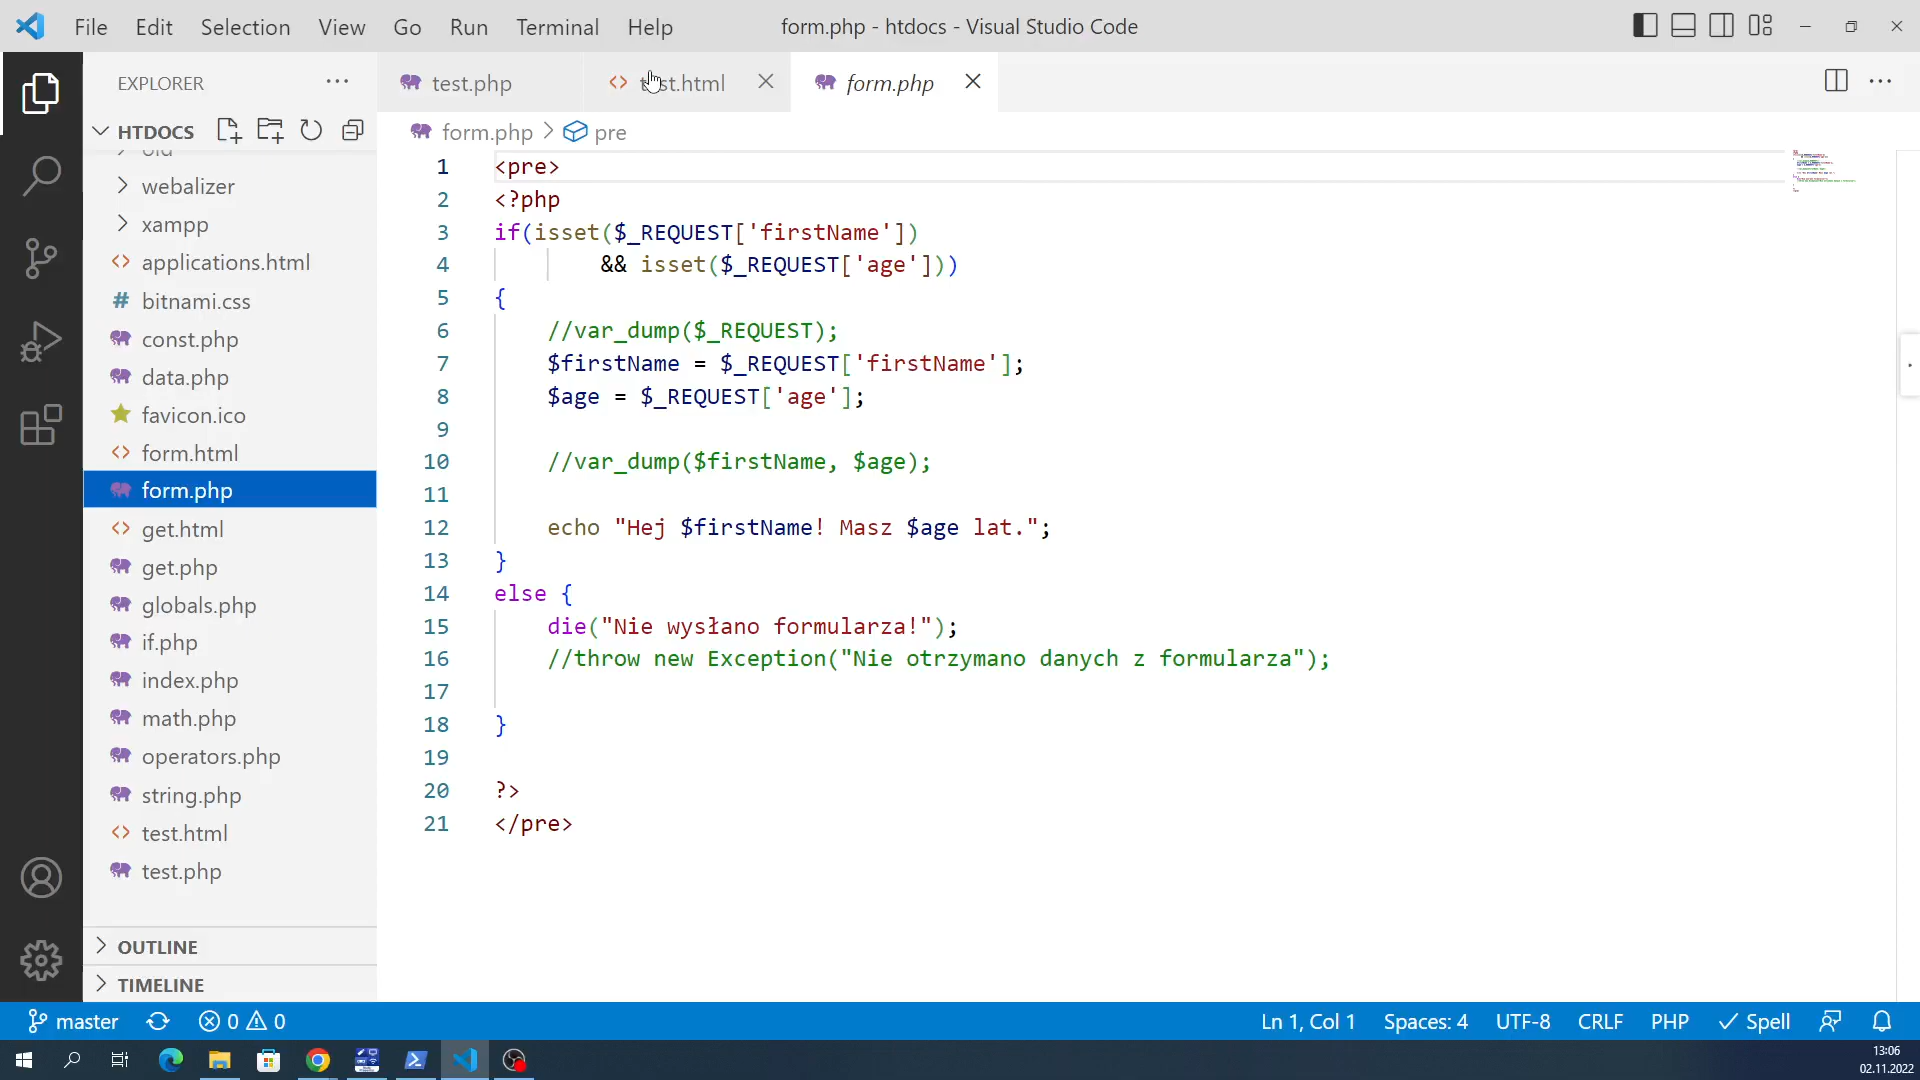 File Edit Selection View Go Run Terminal Help form.php - htdocs - Visual Studio Code
EXPLORER
HTDOCS
old
webalizer
xampp
applications.html
bitnami.css
const.php
data.php
favicon.ico
form.html
form.php
get.html
get.php
globals.php
if.php
index.php
math.php
operators.php
string.php
test.html
test.php
OUTLINE
TIMELINE
test.php test.html form.php
form.php > pre
1 <pre>
2 <?php
3 if(isset($_REQUEST['firstName'])
4 && isset($_REQUEST['age']))
5 {
6 //var_dump($_REQUEST);
7 $firstName = $_REQUEST['firstName'];
8 $age = $_REQUEST['age'];
9
10 //var_dump($firstName, $age);
11
12 echo "Hej $firstName! Masz $age lat.";
13 }
14 else {
15 die("Nie wysłano formularza!");
16 //throw new Exception("Nie otrzymano danych z formularza");
17
18 }
19
20 ?>
21 </pre>
master 0 0 Ln 1, Col 1 Spaces: 4 UTF-8 CRLF PHP Spell
13:06
02.11.2022